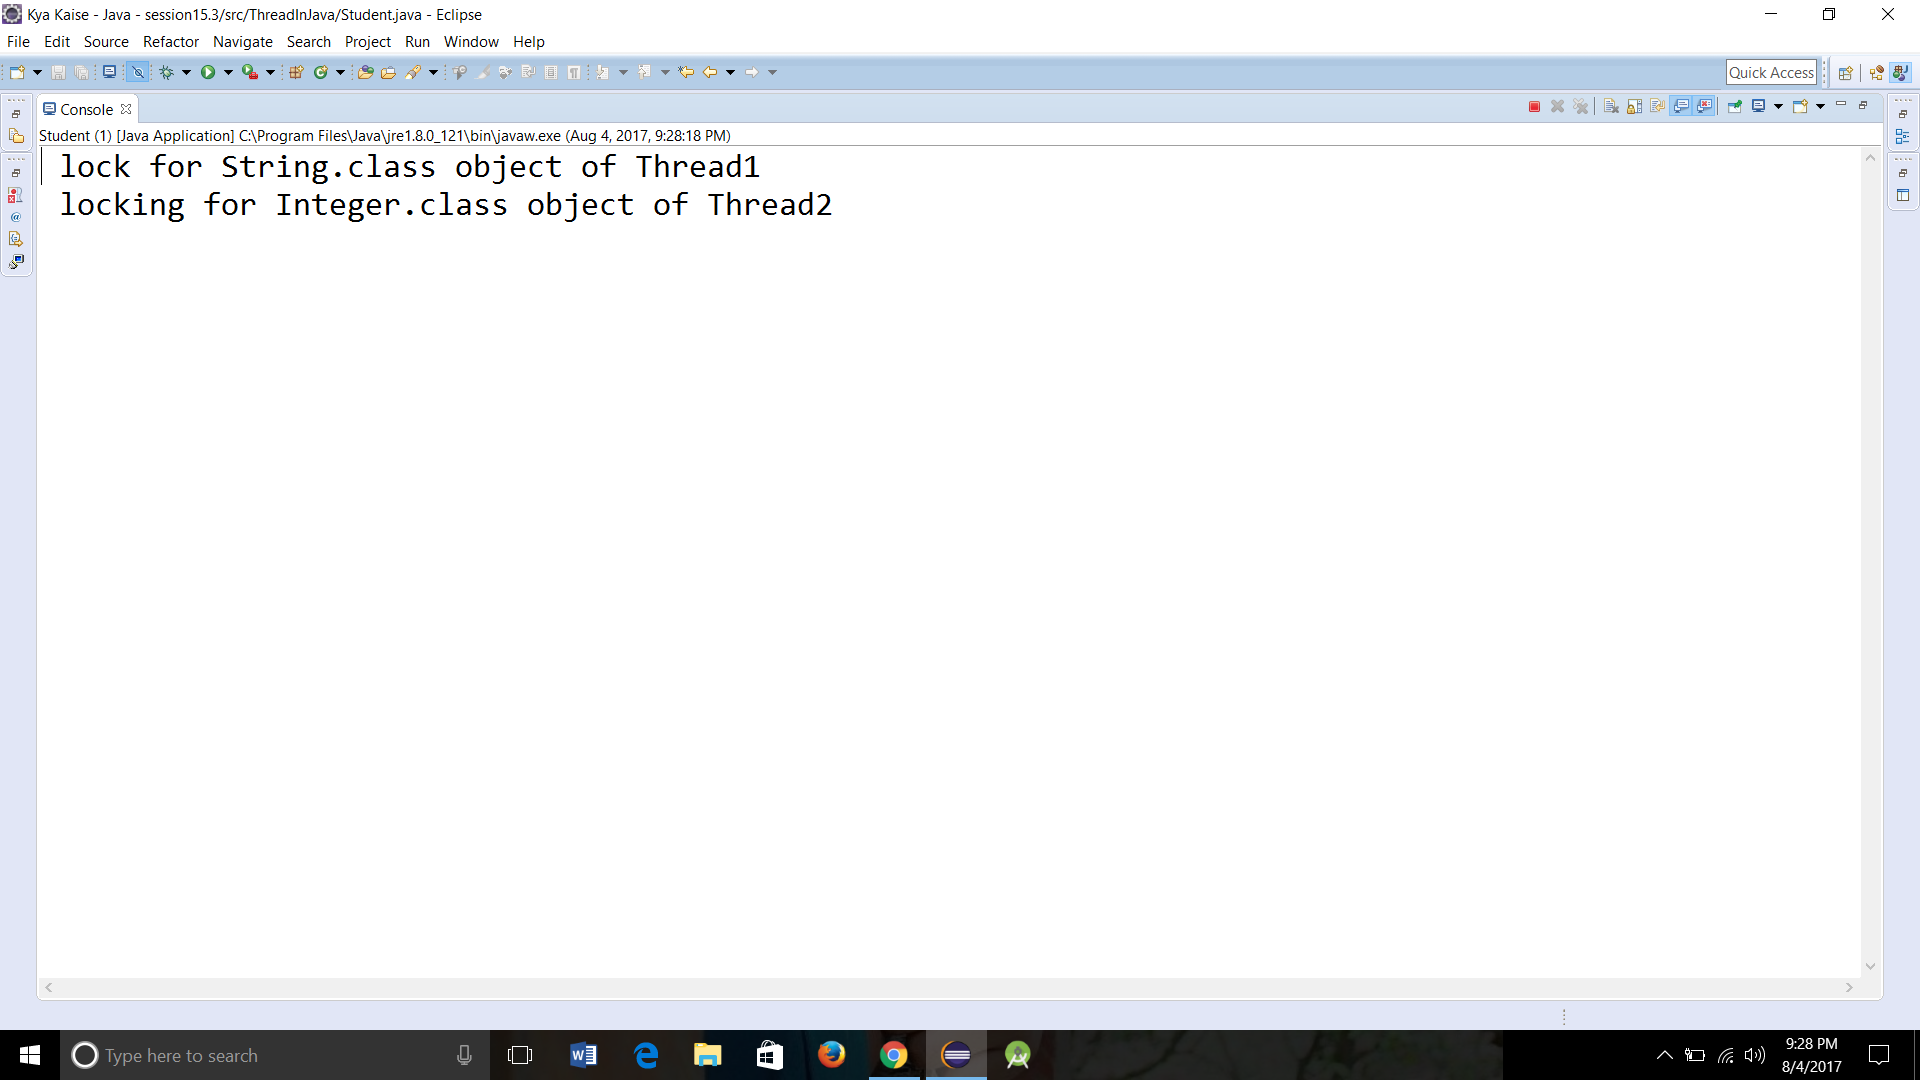 Kya Kaise - Java - session15.3/src/ThreadInJava/Student.java - Eclipse
File Edit Source Refactor Navigate Search Project Run Window Help
Quick Access
Console
Student (1) [Java Application] C:\Program Files\Java\jre1.8.0_121\bin\javaw.exe (Aug 4, 2017, 9:28:18 PM)
lock for String.class object of Thread1
locking for Integer.class object of Thread2
Type here to search
9:28 PM
8/4/2017